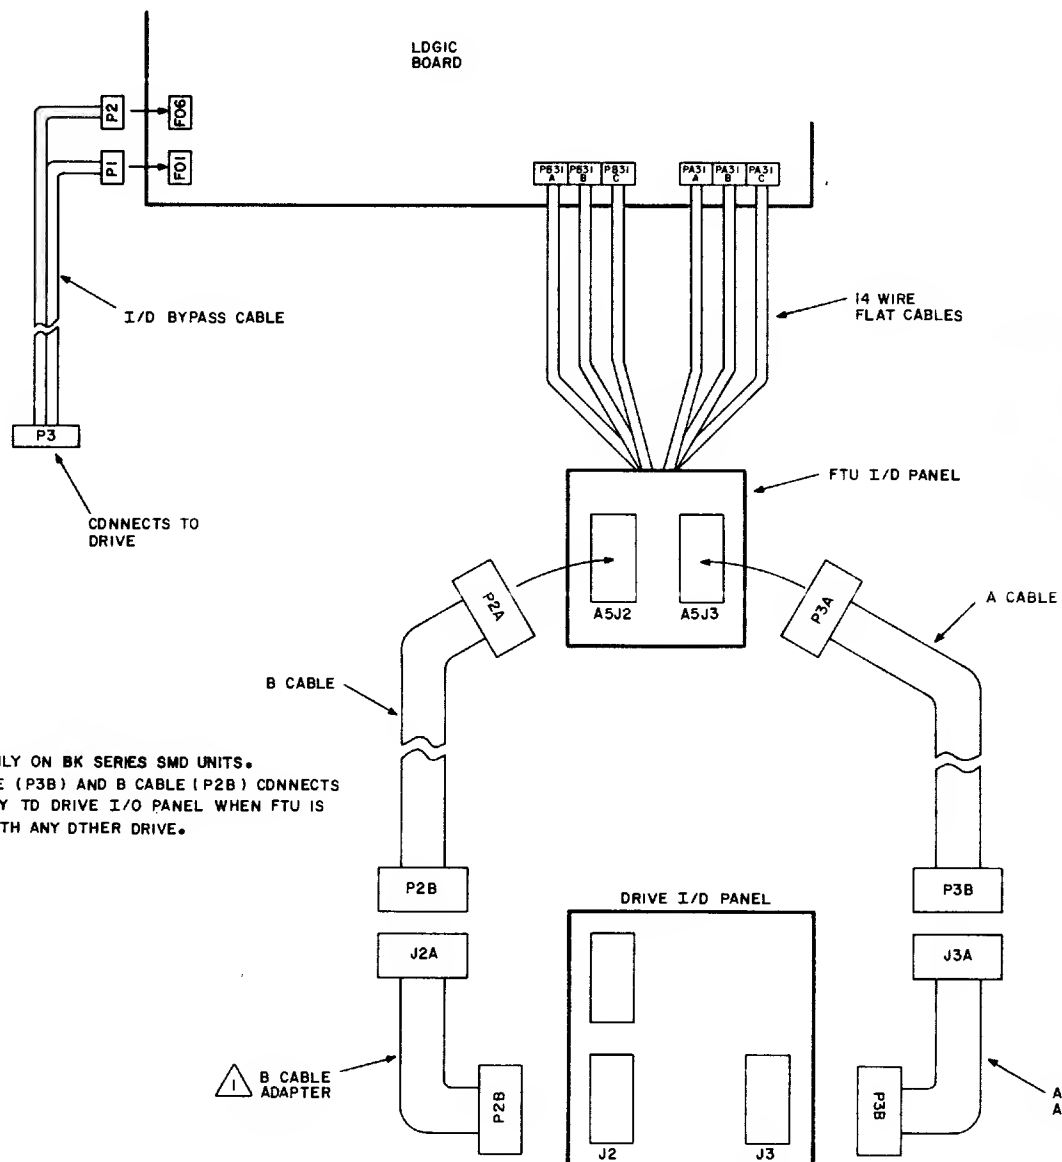 LDGIC
BOARD
P2
F06
P1
F01
PB31
A
PB31
B
PB31
C
PA31
A
PA31
B
PA31
C
I/D BYPASS CABLE
14 WIRE
FLAT CABLES
P3
CDNNECTS TO
DRIVE
FTU I/D PANEL
A5J2
A5J3
P2A
P3A
A CABLE
B CABLE
ILY ON BK SERIES SMD UNITS.
E (P3B) AND B CABLE (P2B) CDNNECTS
Y TD DRIVE I/O PANEL WHEN FTU IS
TH ANY DTHER DRIVE.
P2B
P3B
DRIVE I/D PANEL
J2A
J3A
1
B CABLE
ADAPTER
P2B
P3B
A
A
J2
J3